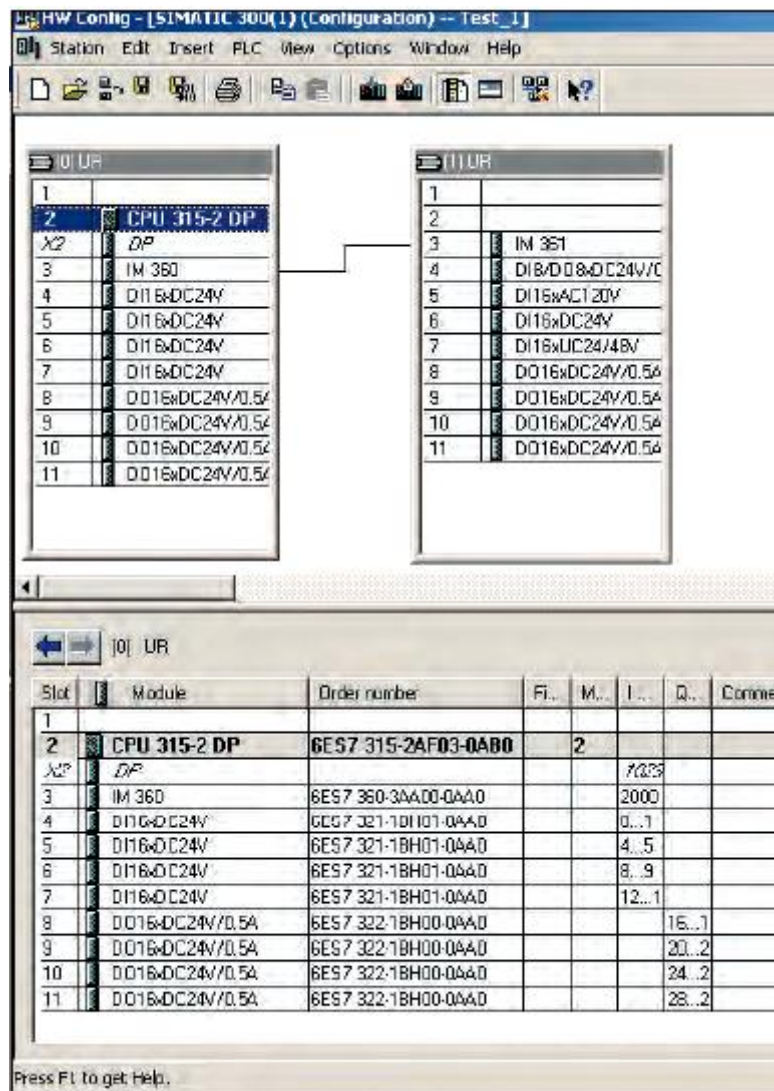 HW Config - [SIMATIC 300(1) (Configuration) -- Test_1]
Station Edit Insert PLC View Options Window Help
(0) UR
1
2 CPU 315-2 DP
X2 DP
3 IM 360
4 DI16xDC24V
5 DI16xDC24V
6 DI16xDC24V
7 DI16xDC24V
8 DO16xDC24V/0.5A
9 DO16xDC24V/0.5A
10 DO16xDC24V/0.5A
11 DO16xDC24V/0.5A
(1) UR
1
2
3 IM 361
4 DI8/DO8xDC24V/0
5 DI16xAC120V
6 DI16xDC24V
7 DI16xUC24/48V
8 DO16xDC24V/0.5A
9 DO16xDC24V/0.5A
10 DO16xDC24V/0.5A
11 DO16xDC24V/0.5A
(0) UR
Slot Module Order number Fi... M... I... Q... Comme
1
2 CPU 315-2 DP 6ES7 315-2AF03-0AB0 2
X2 DP
3 IM 360 6ES7 360-3AA00-0AA0 2000
4 DI16xDC24V 6ES7 321-1BH01-0AA0 0...1
5 DI16xDC24V 6ES7 321-1BH01-0AA0 4...5
6 DI16xDC24V 6ES7 321-1BH01-0AA0 8...9
7 DI16xDC24V 6ES7 321-1BH01-0AA0 12...1
8 DO16xDC24V/0.5A 6ES7 322-1BH00-0AA0 16...1
9 DO16xDC24V/0.5A 6ES7 322-1BH00-0AA0 20...2
10 DO16xDC24V/0.5A 6ES7 322-1BH00-0AA0 24...2
11 DO16xDC24V/0.5A 6ES7 322-1BH00-0AA0 28...2
Press F1 to get Help.